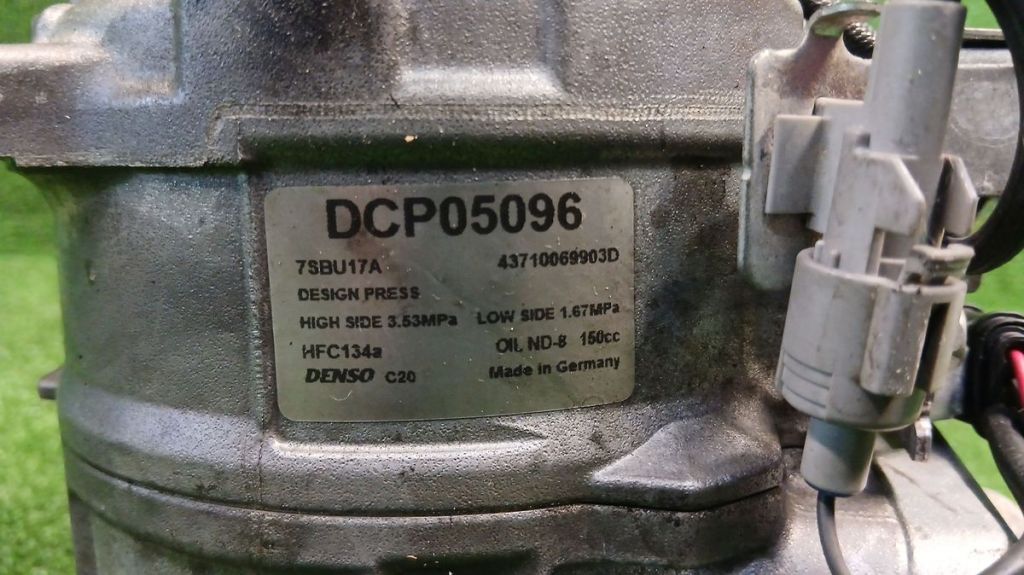 DCP05096
7SBU17A 43710069903D
DESIGN PRESS
HIGH SIDE 3.53MPa LOW SIDE 1.67MPa
HFC134a OIL ND-8 150cc
DENSO C20 Made in Germany